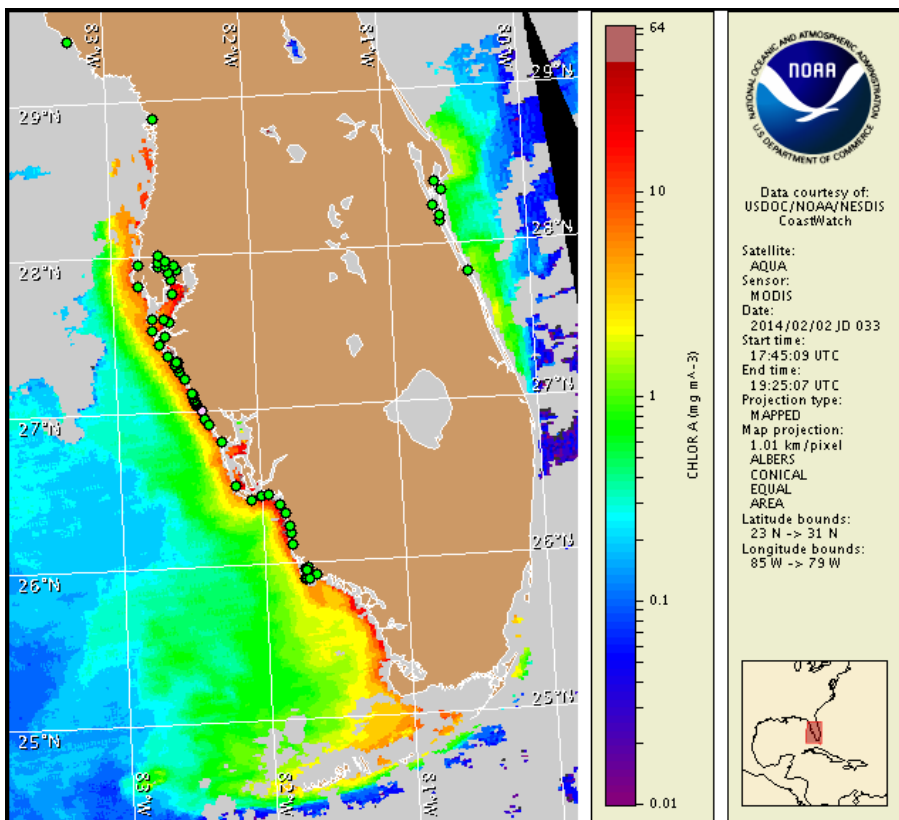 83°W
82°W
81°W
80°W
29°N
29°N
28°N
28°N
27°N
27°N
26°N
26°N
25°N
25°N
83°W
82°W
81°W
64
10
1
0.1
0.01
CHLOR A (mg m^-3)
NATIONAL OCEANIC AND ATMOSPHERIC ADMINISTRATION
NOAA
U.S. DEPARTMENT OF COMMERCE
Data courtesy of:
USDOC/NOAA/NESDIS
CoastWatch
Satellite:
AQUA
Sensor:
MODIS
Date:
2014/02/02 JD 033
Start time:
17:45:09 UTC
End time:
19:25:07 UTC
Projection type:
MAPPED
Map projection:
1.01 km/pixel
ALBERS
CONICAL
EQUAL
AREA
Latitude bounds:
23 N -> 31 N
Longitude bounds:
85 W -> 79 W